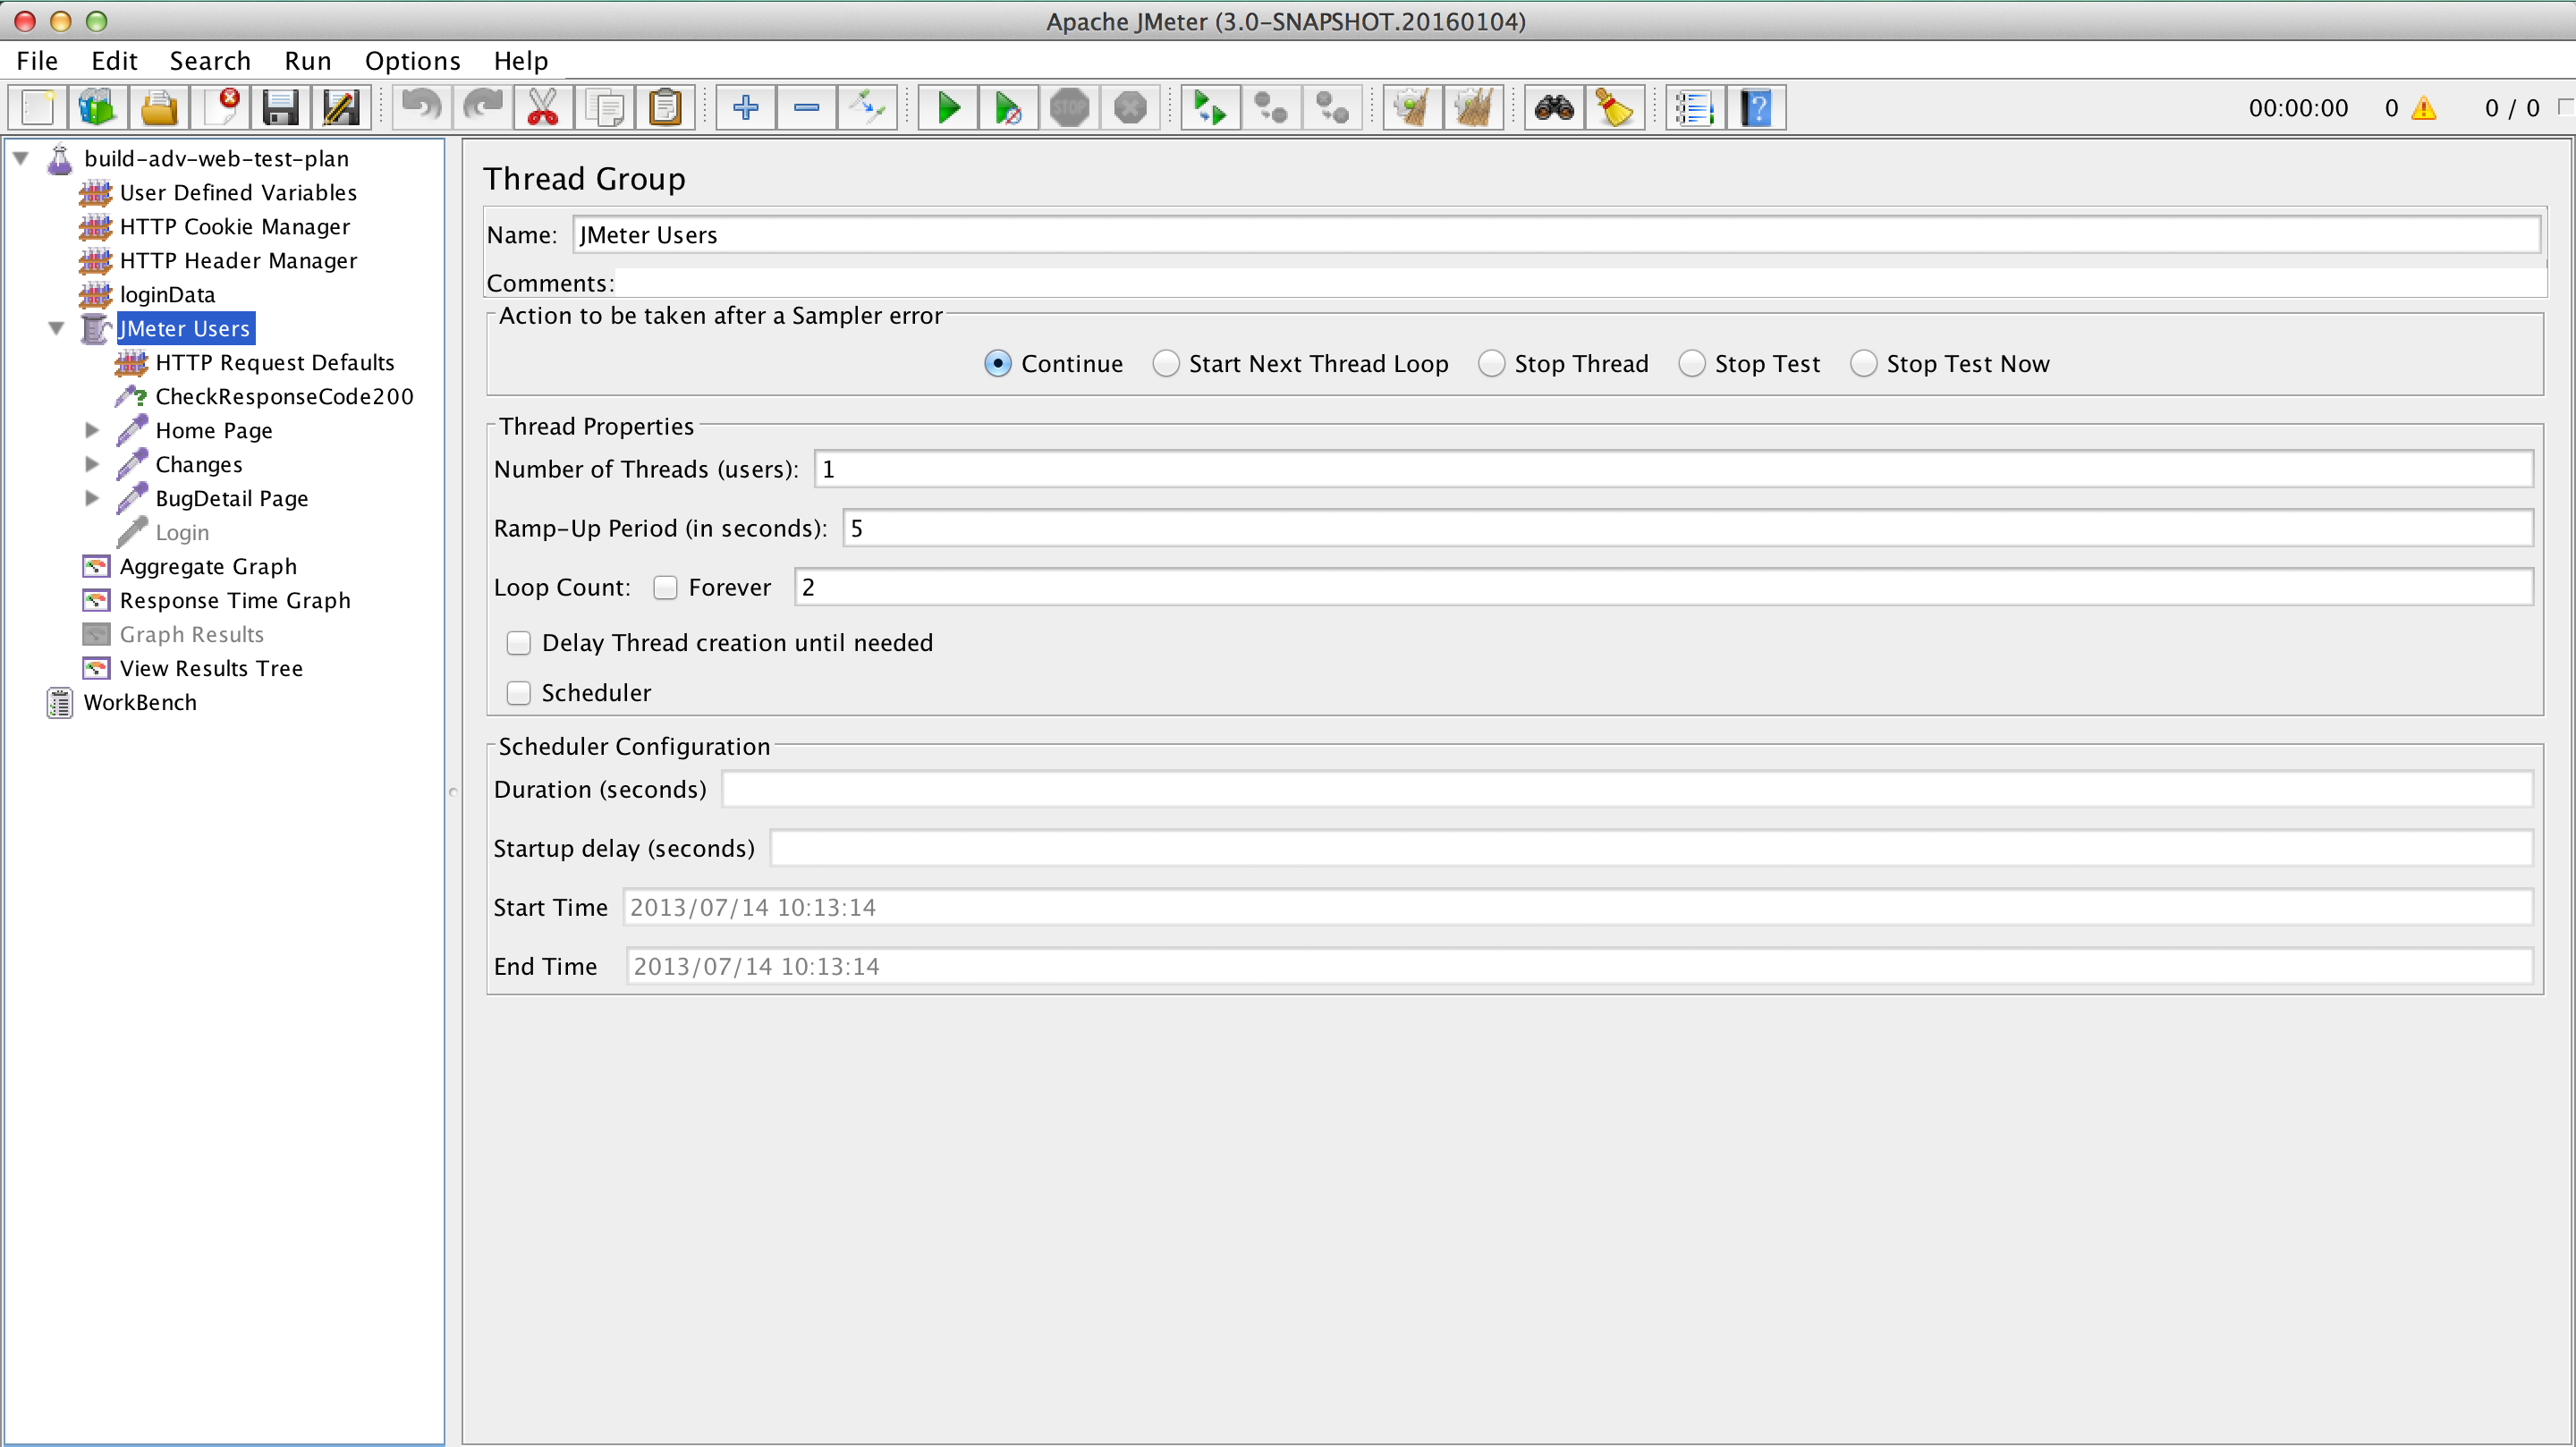 Apache JMeter (3.0-SNAPSHOT.20160104)
File Edit Search Run Options Help
STOP
?
00:00:00 0 0 / 0
build-adv-web-test-plan
User Defined Variables
HTTP Cookie Manager
HTTP Header Manager
loginData
JMeter Users
HTTP Request Defaults
CheckResponseCode200
Home Page
Changes
BugDetail Page
Login
Aggregate Graph
Response Time Graph
Graph Results
View Results Tree
WorkBench
Thread Group
Name: JMeter Users
Comments:
Action to be taken after a Sampler error
Continue Start Next Thread Loop Stop Thread Stop Test Stop Test Now
Thread Properties
Number of Threads (users): 1
Ramp-Up Period (in seconds): 5
Loop Count: Forever 2
Delay Thread creation until needed
Scheduler
Scheduler Configuration
Duration (seconds)
Startup delay (seconds)
Start Time 2013/07/14 10:13:14
End Time 2013/07/14 10:13:14